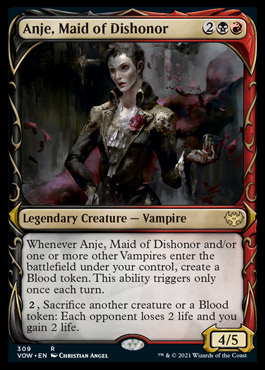 Anje, Maid of Dishonor 2
Legendary Creature — Vampire
Whenever Anje, Maid of Dishonor and/or
one or more other Vampires enter the
battlefield under your control, create a
Blood token. This ability triggers only
once each turn.
2, Sacrifice another creature or a Blood
token: Each opponent loses 2 life and you
gain 2 life.
4/5
309 R
VOW • EN CHRISTIAN ANGEL
™ & © 2021 Wizards of the Coast